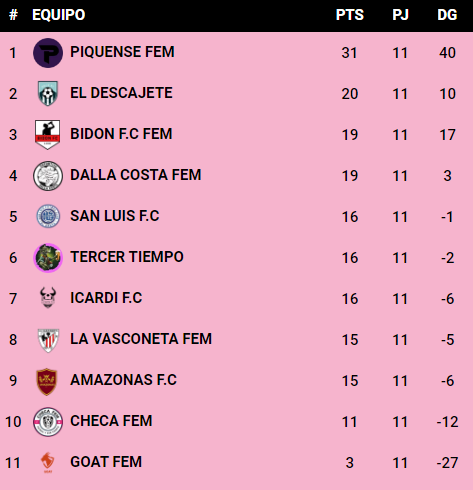 # EQUIPO PTS PJ DG
1 PIQUENSE FEM 31 11 40
2 EL DESCAJETE 20 11 10
3 BIDON F.C FEM 19 11 17
4 DALLA COSTA FEM 19 11 3
5 SAN LUIS F.C 16 11 -1
6 TERCER TIEMPO 16 11 -2
7 ICARDI F.C 16 11 -6
8 LA VASCONETA FEM 15 11 -5
9 AMAZONAS F.C 15 11 -6
10 CHECA FEM 11 11 -12
11 GOAT FEM 3 11 -27